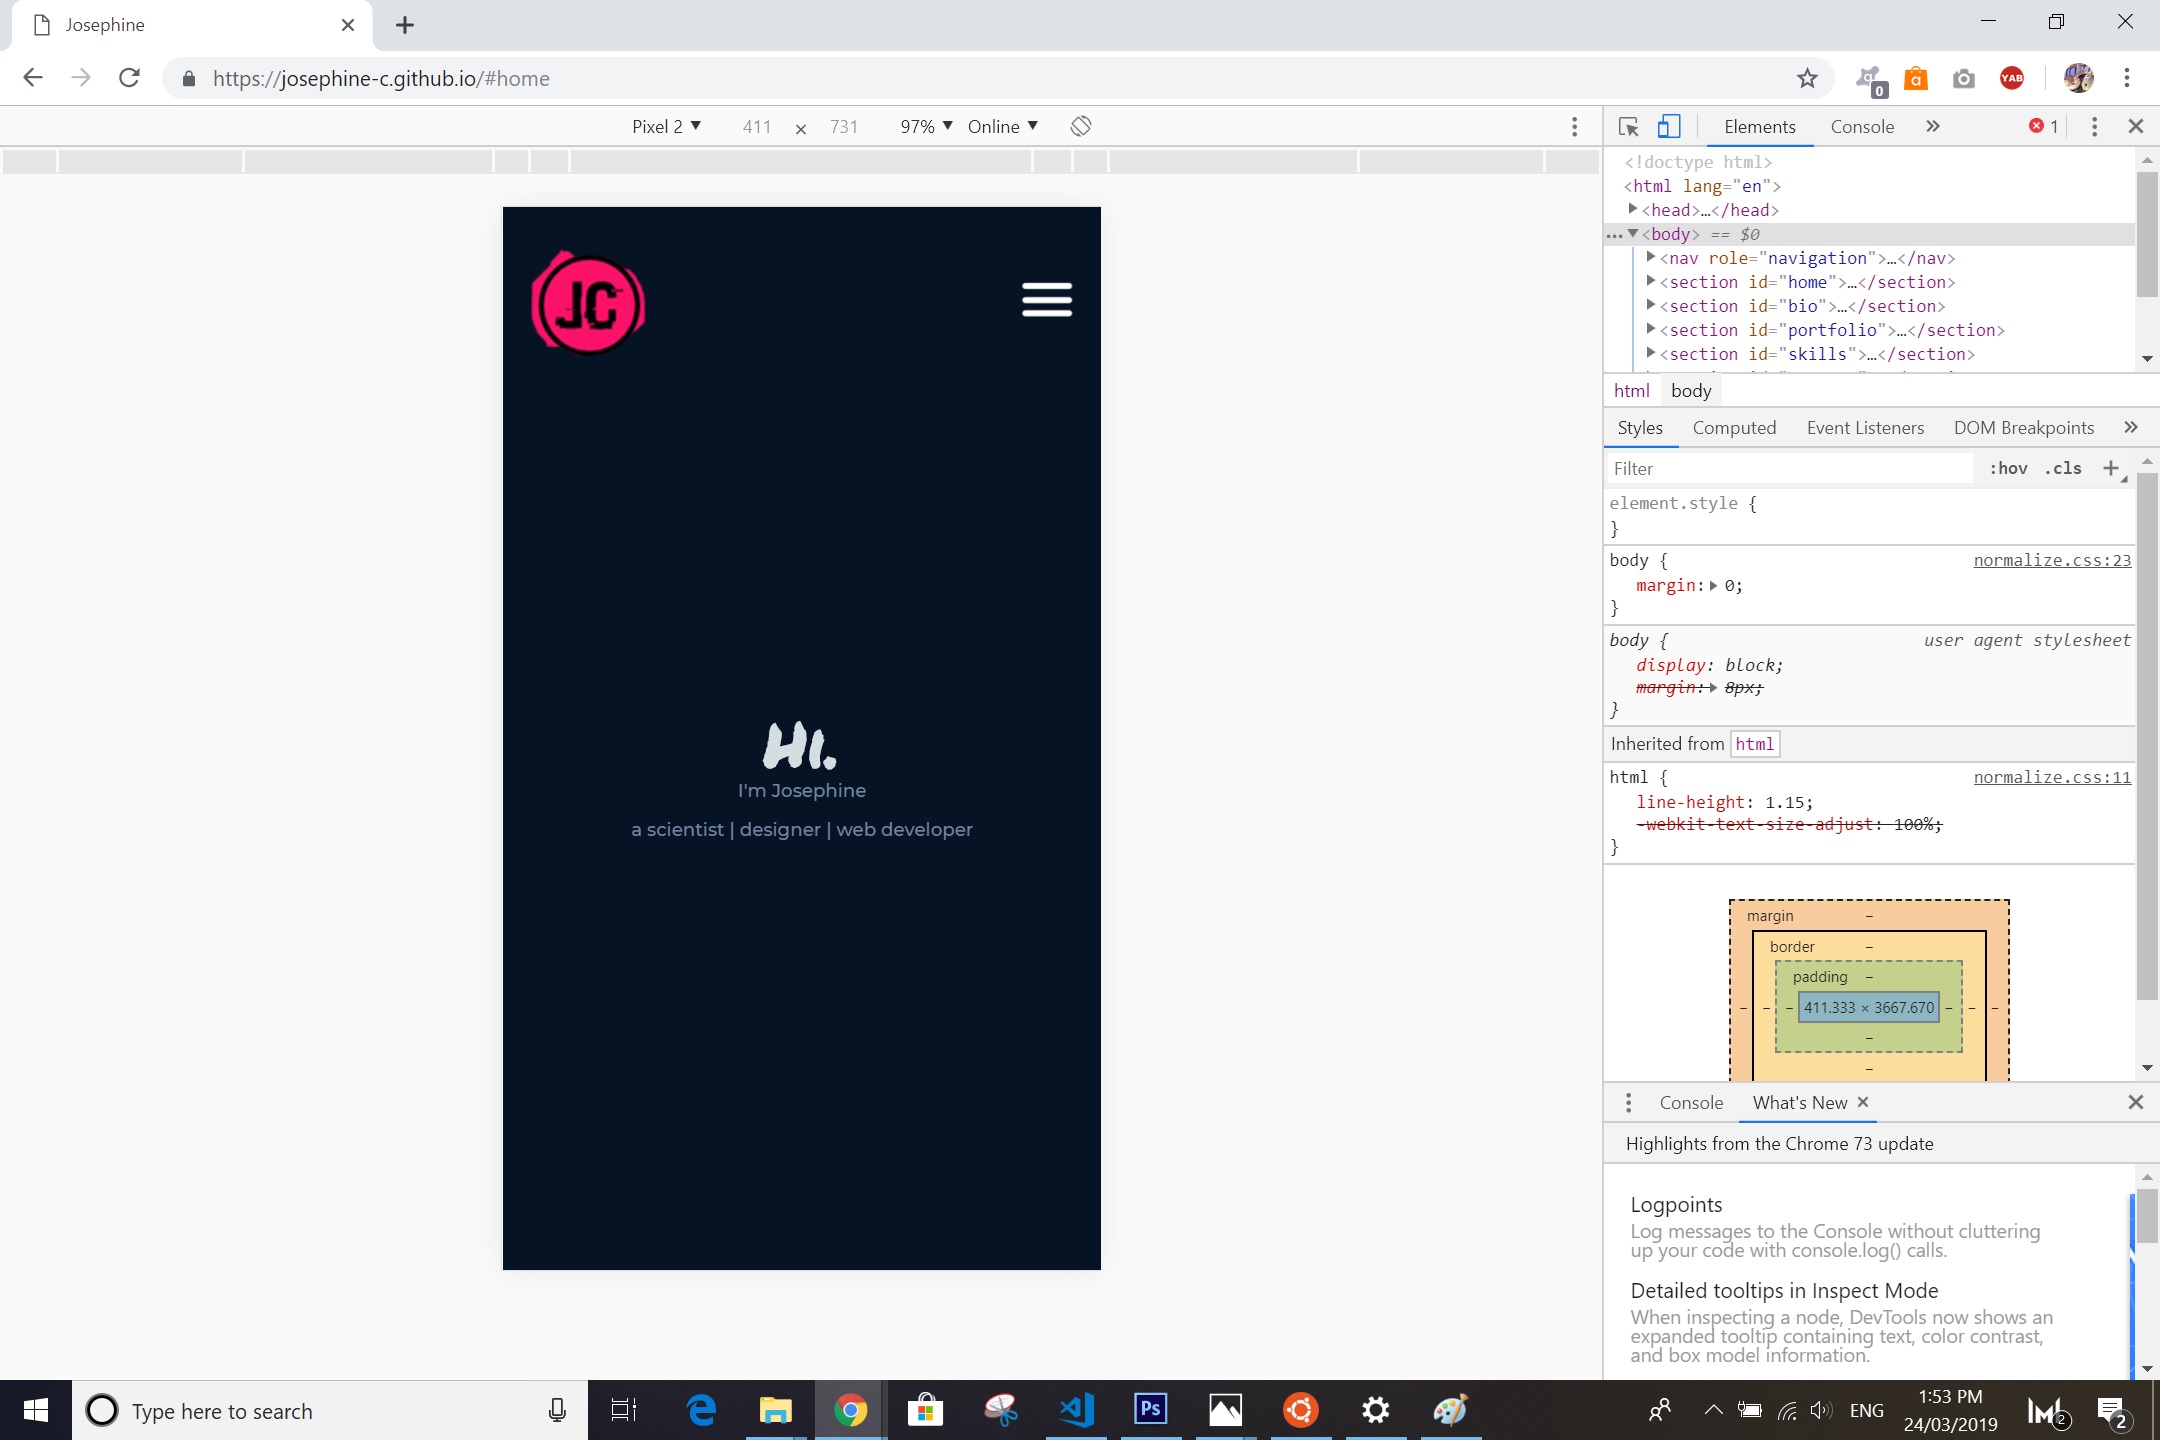 Josephine
https://josephine-c.github.io/#home
0
a
YAB
Pixel 2 ▼ 411 × 731 97% ▼ Online ▼
Elements Console » 1
<!doctype html>
<html lang="en">
<head>…</head>
<body> == $0
<nav role="navigation">…</nav>
<section id="home">…</section>
<section id="bio">…</section>
<section id="portfolio">…</section>
<section id="skills">…</section>
html body
Styles Computed Event Listeners DOM Breakpoints »
Filter :hov .cls +
element.style {
}
body { normalize.css:23
margin: 0;
}
body { user agent stylesheet
display: block;
margin: 8px;
}
Inherited from html
html { normalize.css:11
line-height: 1.15;
-webkit-text-size-adjust: 100%;
}
margin –
border –
padding –
– – – 411.333 × 3667.670 – – –
–
–
Console What's New ×
Highlights from the Chrome 73 update
Logpoints
Log messages to the Console without cluttering
up your code with console.log() calls.
Detailed tooltips in Inspect Mode
When inspecting a node, DevTools now shows an
expanded tooltip containing text, color contrast,
and box model information.
JC
Hi.
I'm Josephine
a scientist | designer | web developer
Type here to search
Ps
ENG
1:53 PM
24/03/2019
2
2